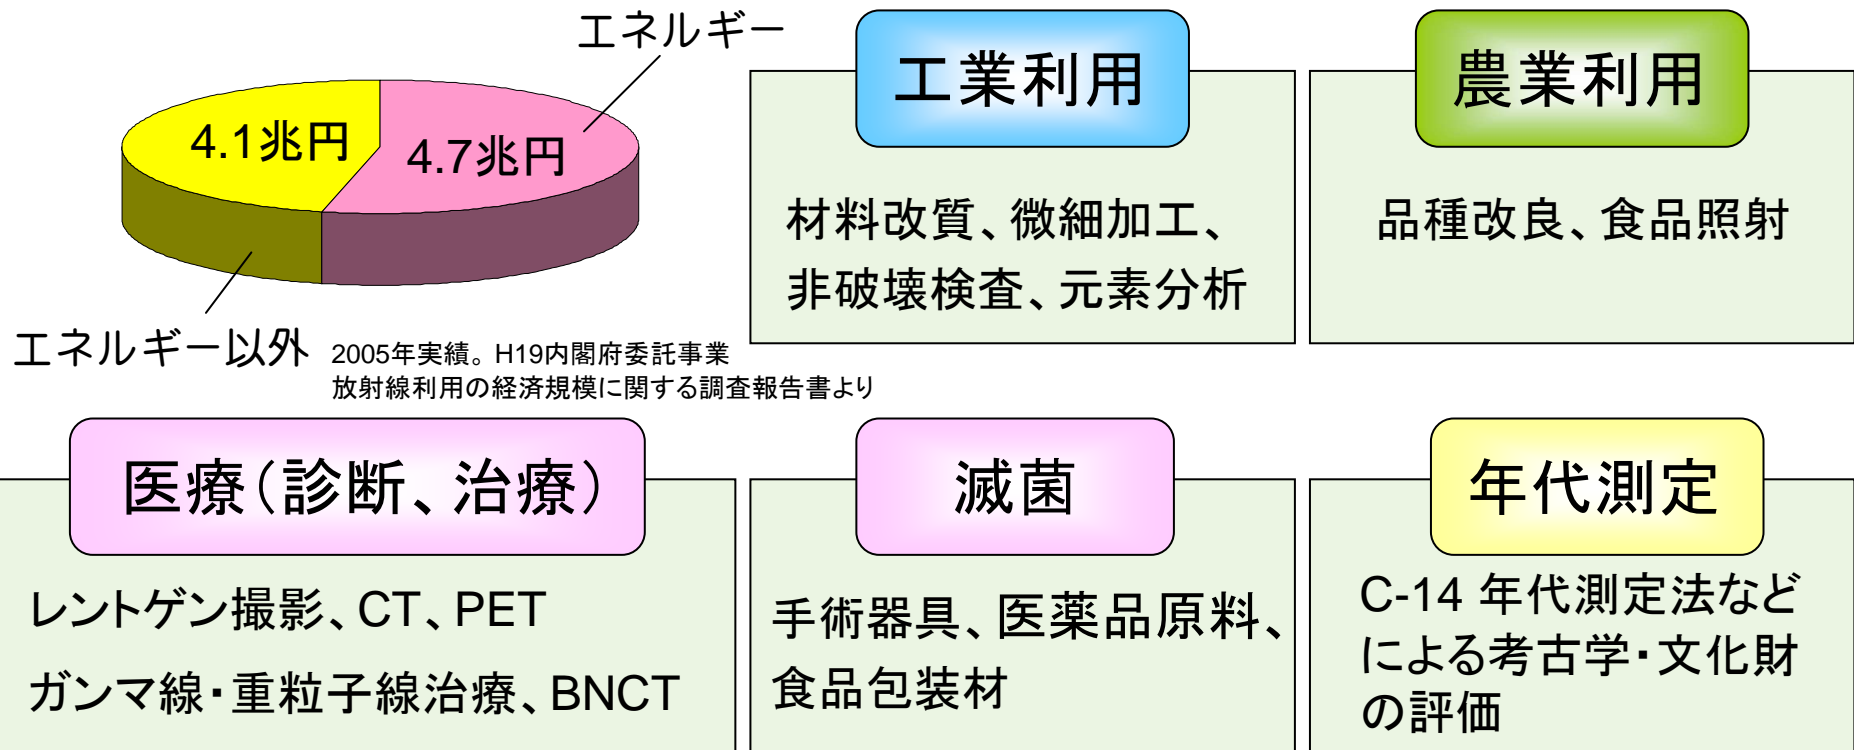 エネルギー
4.1兆円
4.7兆円
エネルギー以外
2005年実績。H19内閣府委託事業
放射線利用の経済規模に関する調査報告書より
工業利用
材料改質、微細加工、
非破壊検査、元素分析
農業利用
品種改良、食品照射
医療(診断、治療)
レントゲン撮影、CT、PET
ガンマ線・重粒子線治療、BNCT
滅菌
手術器具、医薬品原料、
食品包装材
年代測定
C-14 年代測定法など
による考古学・文化財
の評価